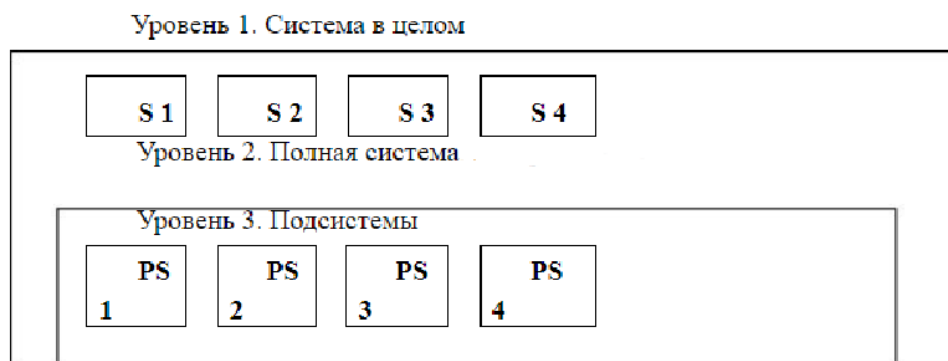 Уровень 1. Система в целом
S 1 S 2 S 3 S 4
Уровень 2. Полная система
Уровень 3. Подсистемы
PS PS PS PS
1 2 3 4